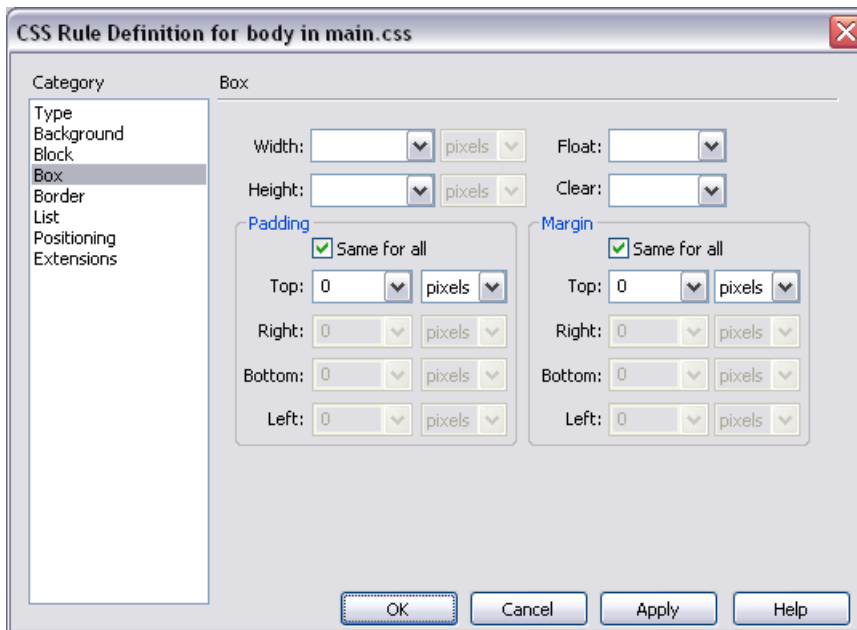 CSS Rule Definition for body in main.css
Category
Box
Type
Background
Block
Box
Border
List
Positioning
Extensions
Width: pixels Float:
Height: pixels Clear:
Padding Margin
Same for all Same for all
Top: 0 pixels Top: 0 pixels
Right: 0 pixels Right: 0 pixels
Bottom: 0 pixels Bottom: 0 pixels
Left: 0 pixels Left: 0 pixels
OK Cancel Apply Help